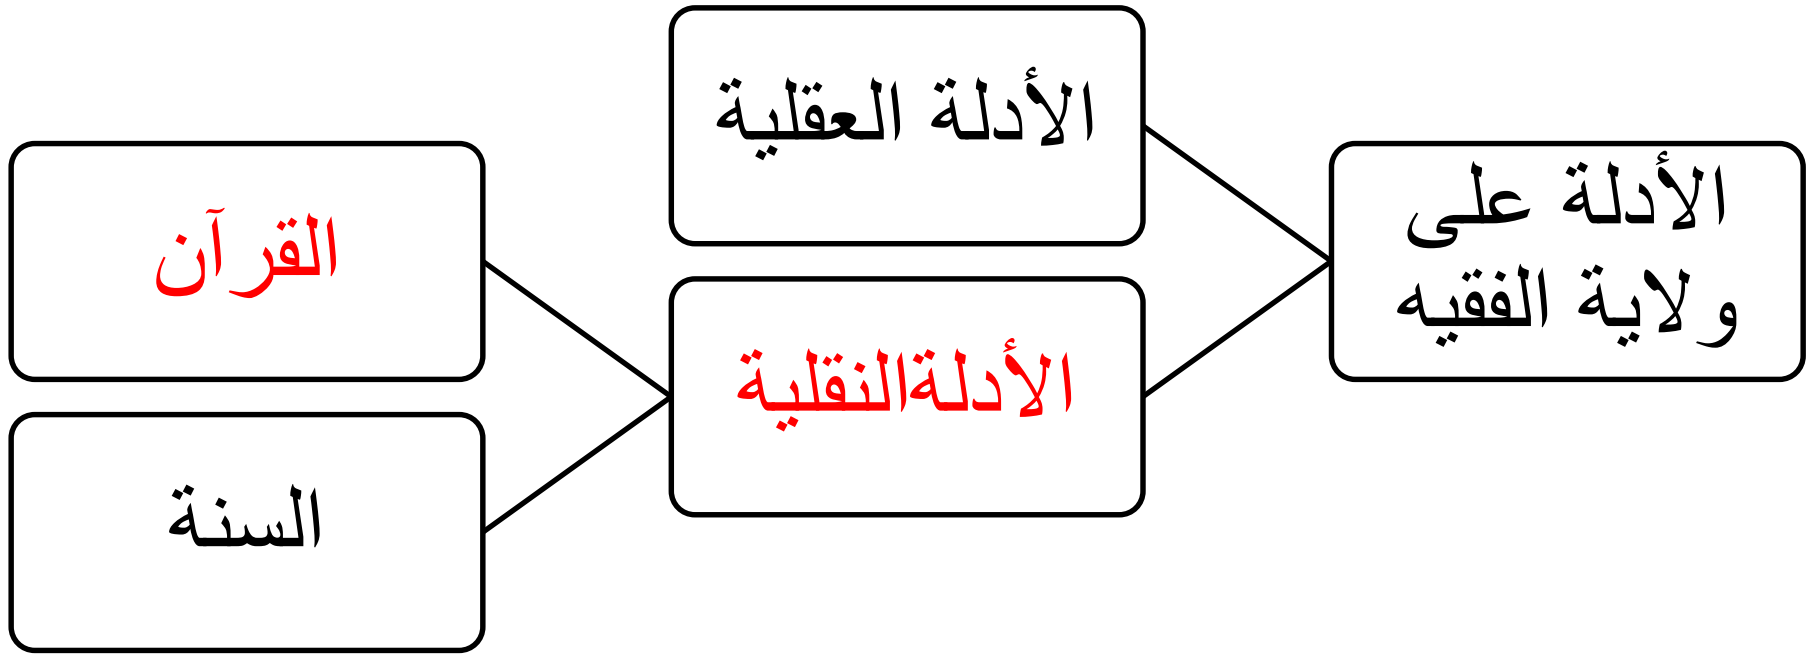 الأدلة على
ولاية الفقيه
الأدلة العقلية
الأدلةالنقلية
القرآن
السنة